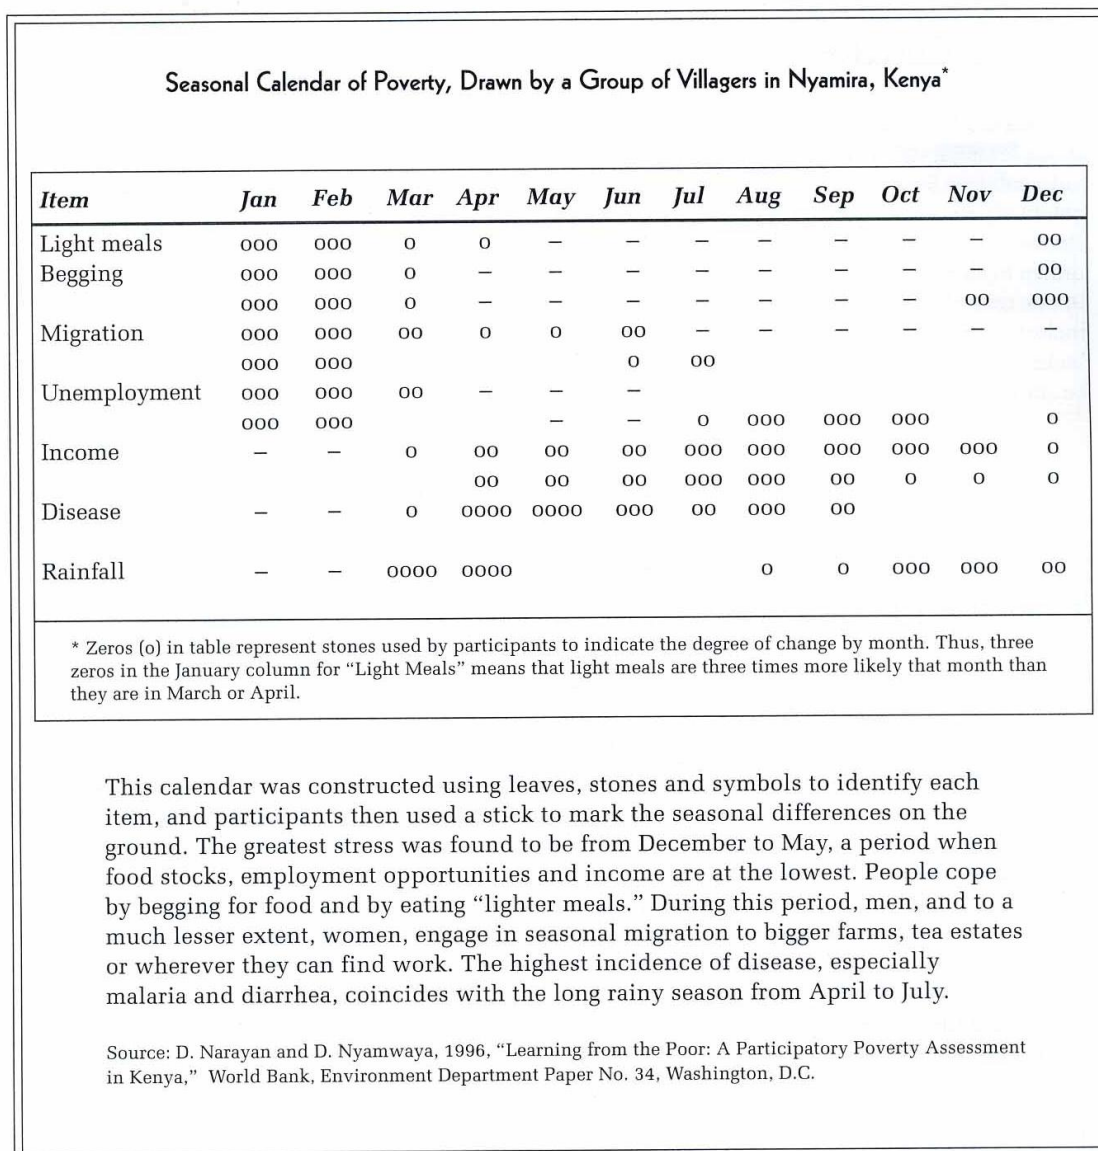 Seasonal Calendar of Poverty, Drawn by a Group of Villagers in Nyamira, Kenya*
Item Jan Feb Mar Apr May Jun Jul Aug Sep Oct Nov Dec
Light meals ooo ooo o o – – – – – – – oo
Begging ooo ooo o – – – – – – – – oo
ooo ooo o – – – – – – – oo ooo
Migration ooo ooo oo o o oo – – – – – –
ooo ooo o oo
Unemployment ooo ooo oo – – –
ooo ooo – – o ooo ooo ooo o
Income – – o oo oo oo ooo ooo ooo ooo ooo o
oo oo oo ooo ooo oo o o o
Disease – – o oooo oooo ooo oo ooo oo
Rainfall – – oooo oooo o o ooo ooo oo
* Zeros (o) in table represent stones used by participants to indicate the degree of change by month. Thus, three
zeros in the January column for “Light Meals” means that light meals are three times more likely that month than
they are in March or April.
This calendar was constructed using leaves, stones and symbols to identify each
item, and participants then used a stick to mark the seasonal differences on the
ground. The greatest stress was found to be from December to May, a period when
food stocks, employment opportunities and income are at the lowest. People cope
by begging for food and by eating “lighter meals.” During this period, men, and to a
much lesser extent, women, engage in seasonal migration to bigger farms, tea estates
or wherever they can find work. The highest incidence of disease, especially
malaria and diarrhea, coincides with the long rainy season from April to July.
Source: D. Narayan and D. Nyamwaya, 1996, “Learning from the Poor: A Participatory Poverty Assessment
in Kenya,” World Bank, Environment Department Paper No. 34, Washington, D.C.